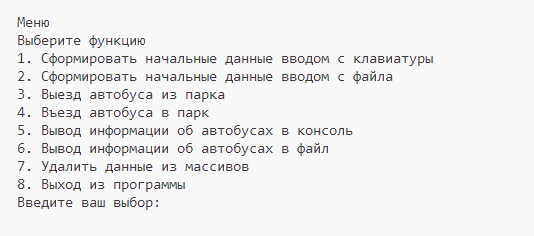 Меню
Выберите функцию
1. Сформировать начальные данные вводом с клавиатуры
2. Сформировать начальные данные вводом с файла
3. Выезд автобуса из парка
4. Въезд автобуса в парк
5. Вывод информации об автобусах в консоль
6. Вывод информации об автобусах в файл
7. Удалить данные из массивов
8. Выход из программы
Введите ваш выбор: